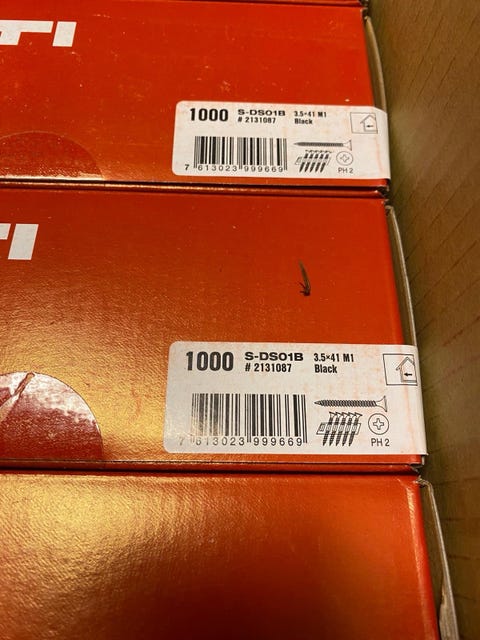 TI
1000 S-DS01B 3.5×41 M1
# 2131087 Black
7 613023 999669
PH 2
TI
1000 S-DS01B 3.5×41 M1
# 2131087 Black
7 613023 999669
PH 2